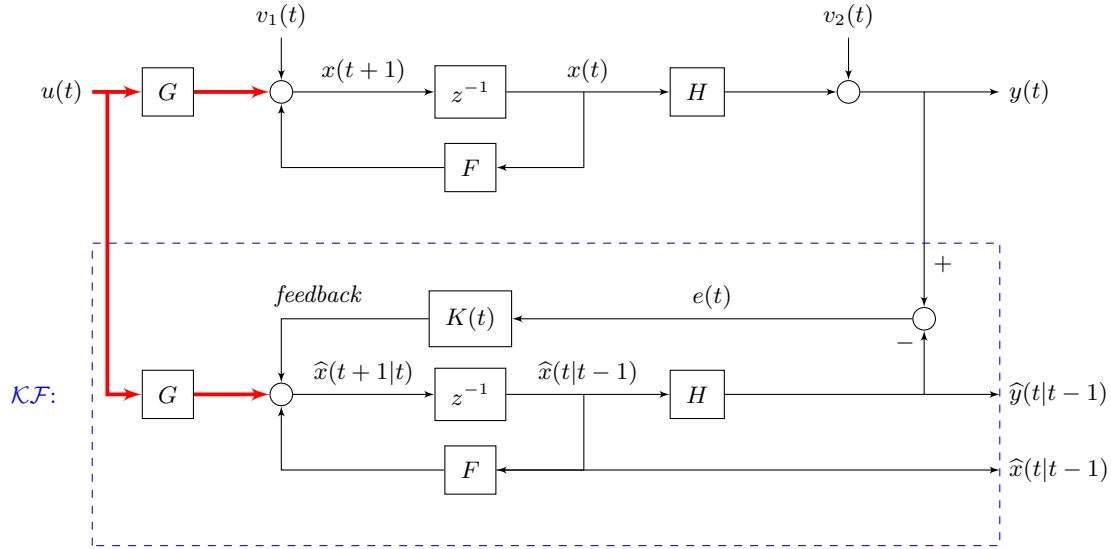 v₁(t) v₂(t)
u(t) G x(t + 1) z⁻¹ x(t) H y(t)
F
+
feedback K(t) e(t)
−
𝒦ℱ: G x̂(t + 1|t) z⁻¹ x̂(t|t − 1) H ŷ(t|t − 1)
F x̂(t|t − 1)